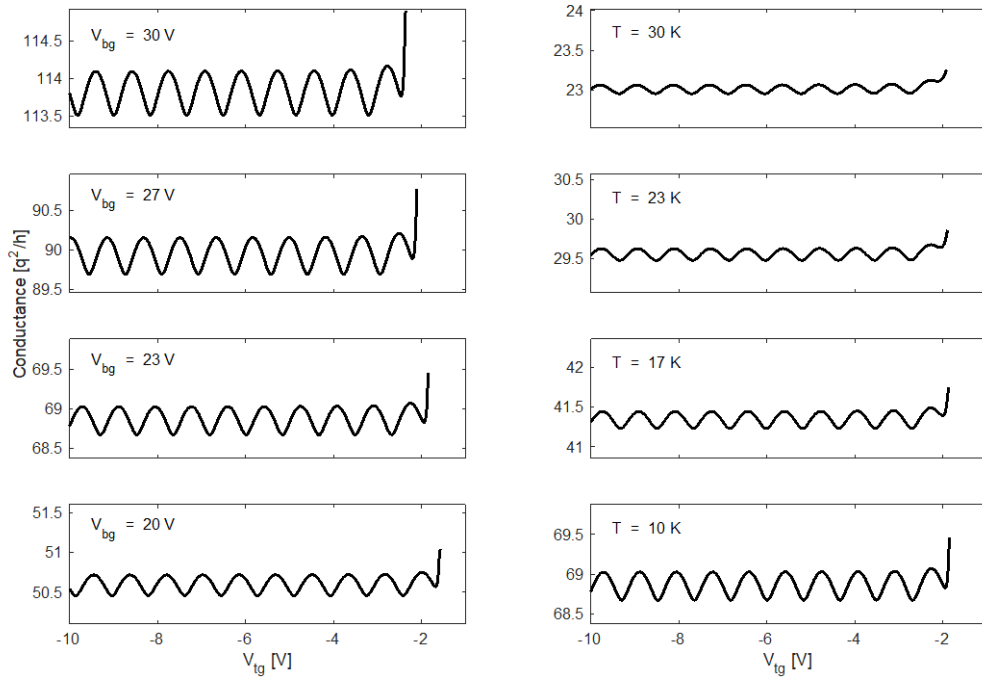 Conductance [q²/h]
V_bg = 30 V
114.5
114
113.5
V_bg = 27 V
90.5
90
89.5
V_bg = 23 V
69.5
69
68.5
V_bg = 20 V
51.5
51
50.5
-10 -8 -6 -4 -2
V_tg [V]
T = 30 K
24
23.5
23
T = 23 K
30.5
30
29.5
T = 17 K
42
41.5
41
T = 10 K
69.5
69
68.5
-10 -8 -6 -4 -2
V_tg [V]